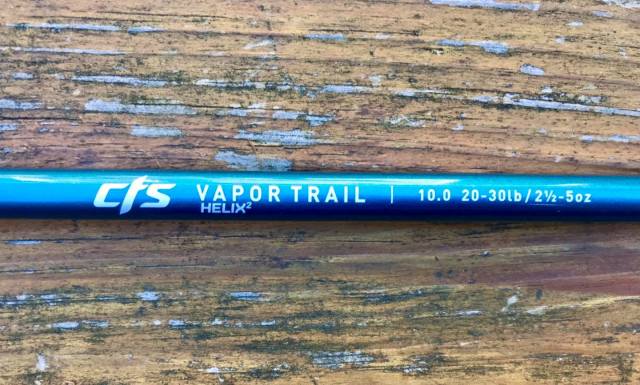 CTS VAPOR TRAIL | 10.0 20-30lb / 2½-5oz
HELIX²